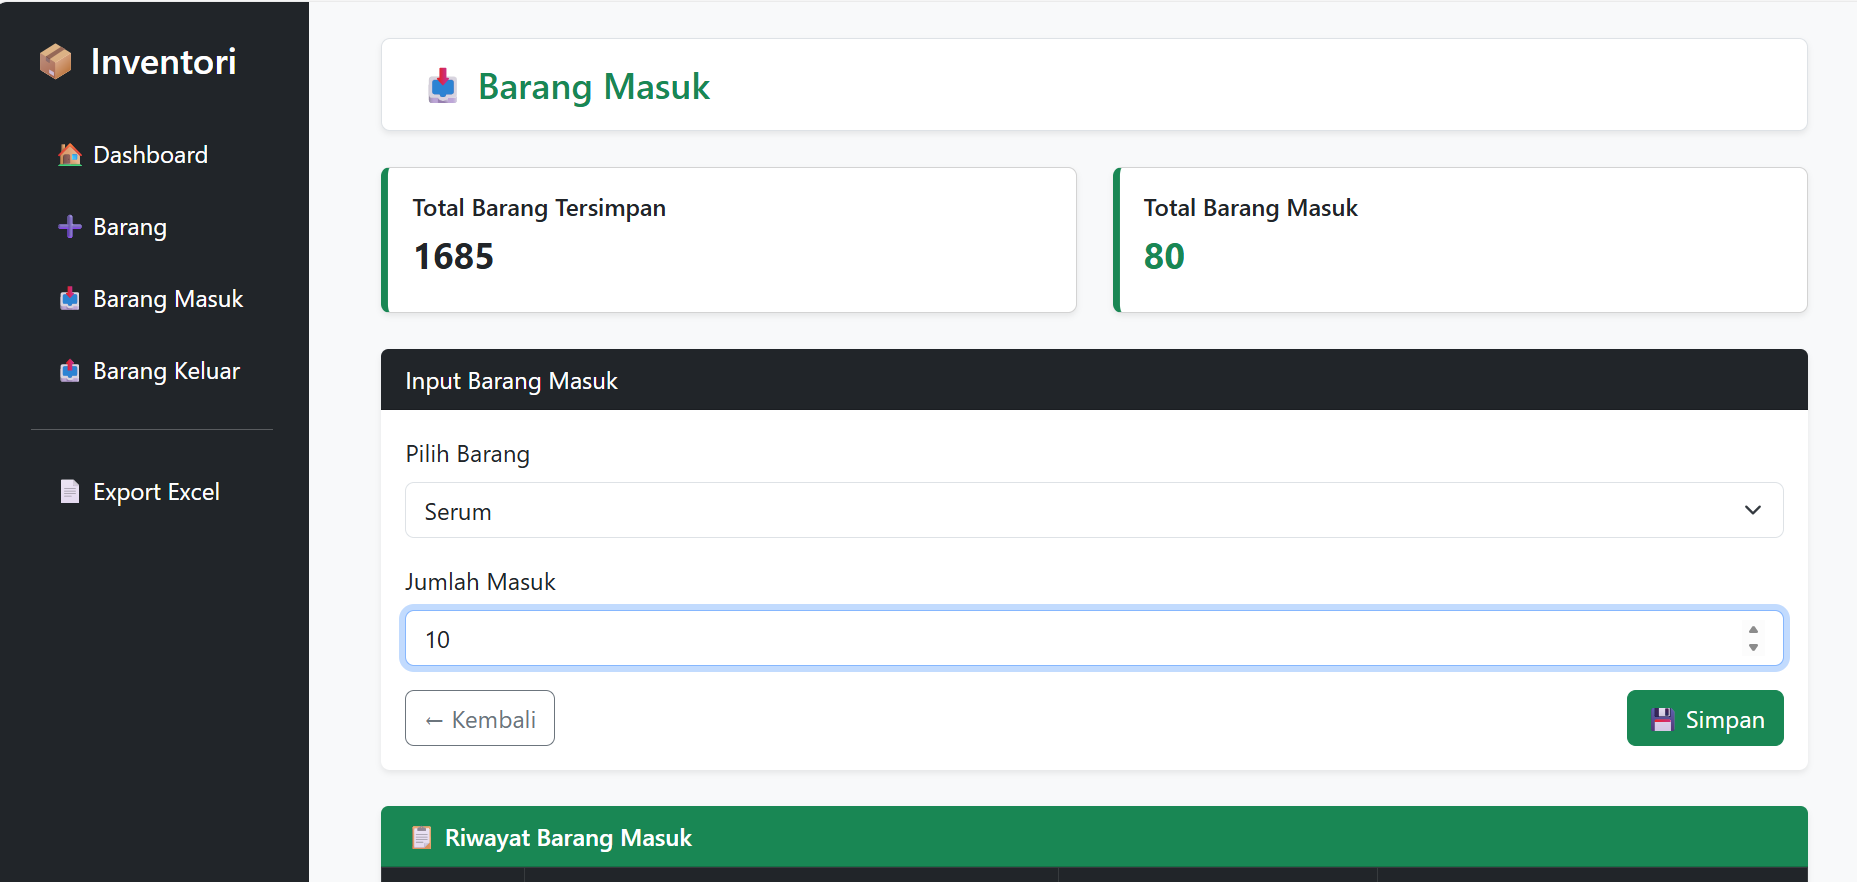 Inventori
Dashboard
Barang
Barang Masuk
Barang Keluar
Export Excel
Barang Masuk
Total Barang Tersimpan
1685
Total Barang Masuk
80
Input Barang Masuk
Pilih Barang
Serum
Jumlah Masuk
10
← Kembali
Simpan
Riwayat Barang Masuk